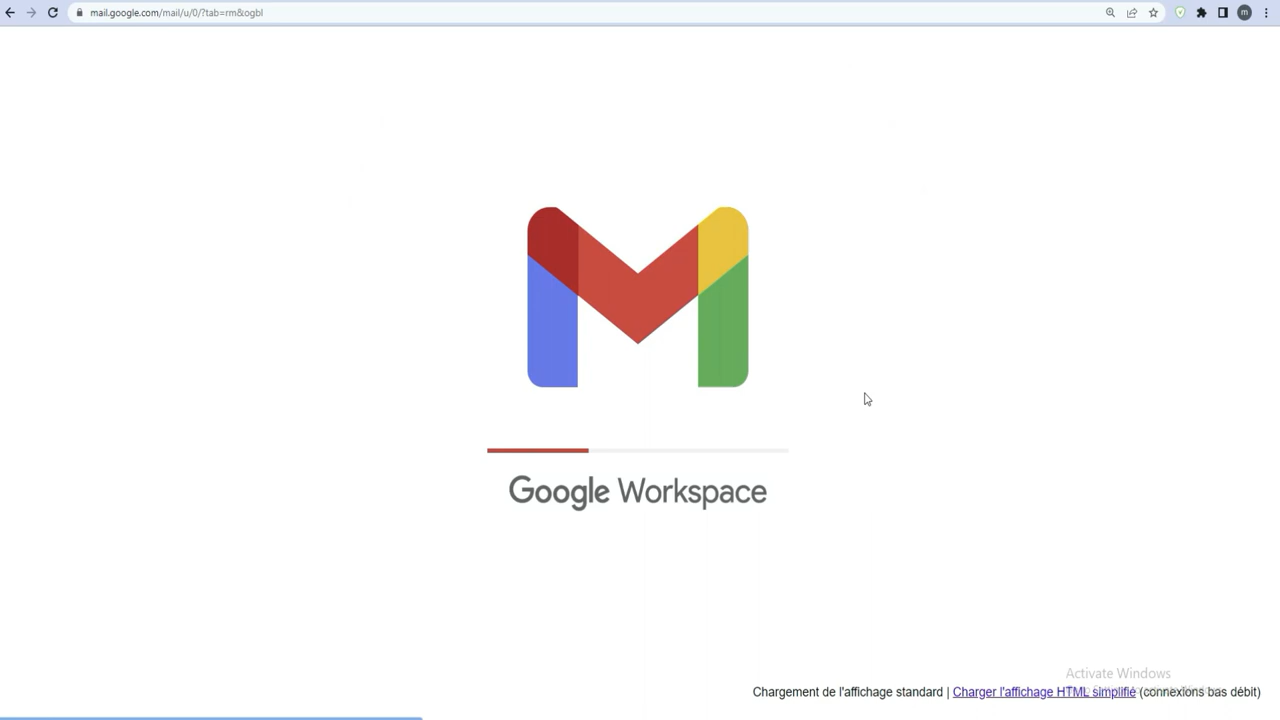 mail.google.com/mail/u/0/?tab=rm&ogbl
m
Google Workspace
Activate Windows
Chargement de l'affichage standard | Charger l'affichage HTML simplifié (connexions bas débit)